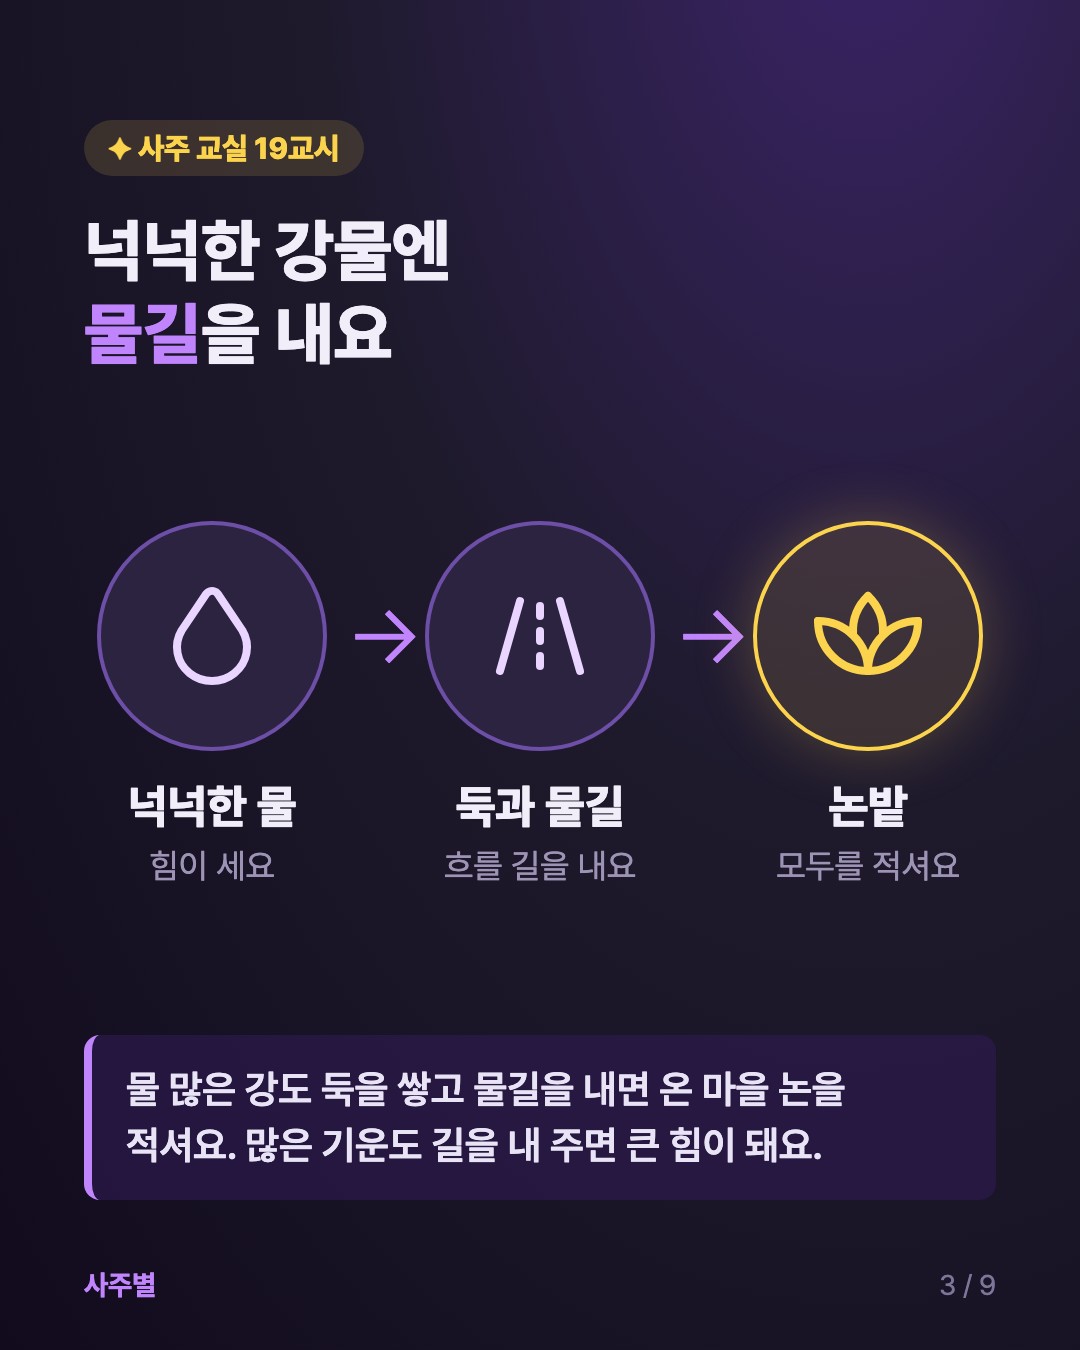 ✦ 사주 교실 19교시
넉넉한 강물엔
물길을 내요
넉넉한 물
힘이 세요
둑과 물길
흐를 길을 내요
논밭
모두를 적셔요
물 많은 강도 둑을 쌓고 물길을 내면 온 마을 논을
적셔요. 많은 기운도 길을 내 주면 큰 힘이 돼요.
사주별
3 / 9